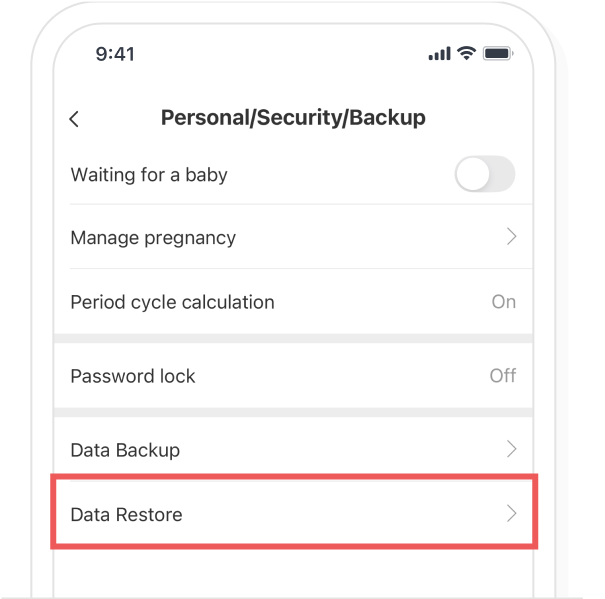 9:41
Personal/Security/Backup
Waiting for a baby
Manage pregnancy
Period cycle calculation On
Password lock Off
Data Backup
Data Restore